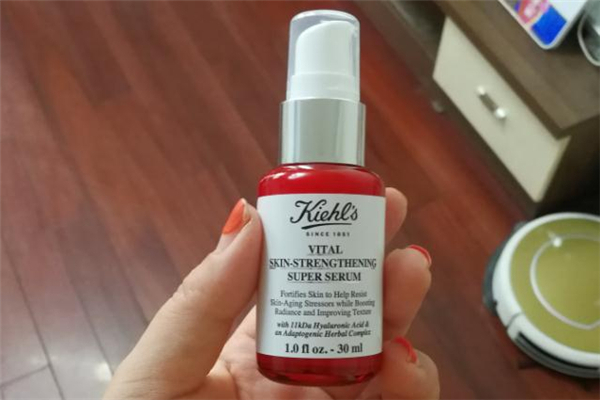 Kiehl's
SINCE 1851
VITAL
SKIN-STRENGTHENING
SUPER SERUM
Fortifies Skin to Help Resist
Skin-Aging Stressors while Boosting
Radiance and Improving Texture
with 11kDa Hyaluronic Acid &
an Adaptogenic Herbal Complex
1.0 fl oz. - 30 ml